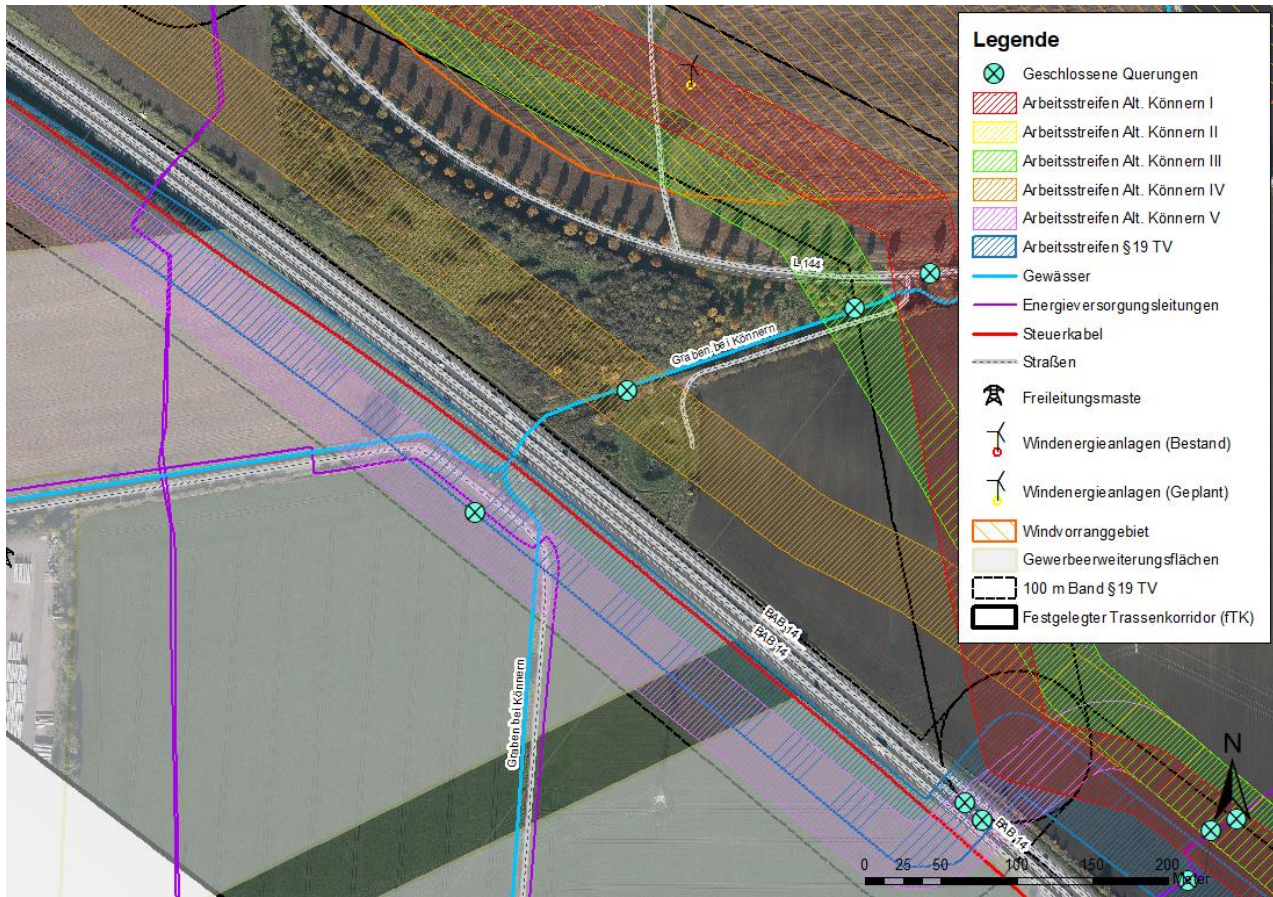 Legende
Geschlossene Querungen
Arbeitsstreifen Alt. Könnern I
Arbeitsstreifen Alt. Könnern II
Arbeitsstreifen Alt. Könnern III
Arbeitsstreifen Alt. Könnern IV
Arbeitsstreifen Alt. Könnern V
Arbeitsstreifen §19 TV
Gewässer
Energieversorgungsleitungen
Steuerkabel
Straßen
Freileitungsmaste
Windenergieanlagen (Bestand)
Windenergieanlagen (Geplant)
Windvorranggebiet
Gewerbeerweiterungsflächen
100 m Band §19 TV
Festgelegter Trassenkorridor (fTK)
L 144
Graben bei Könnern
BAB 14
BAB 14
Graben bei Könnern
BAB 14
N
0 25 50 100 150 200
Meter